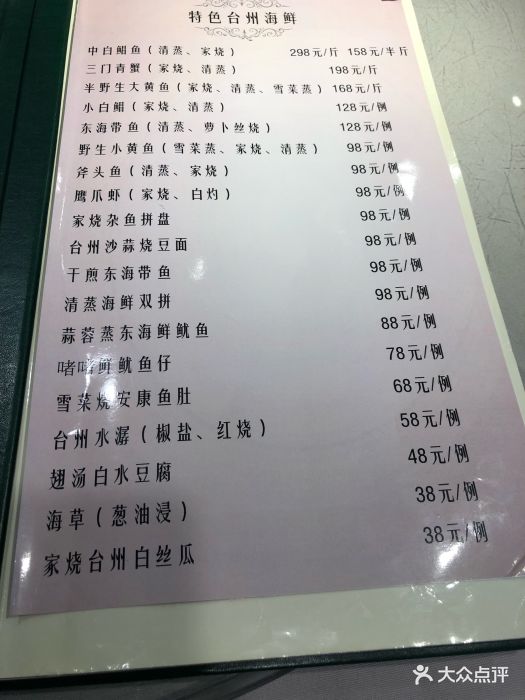 特色台州海鲜
中白鲳鱼（清蒸、家烧） 298元/斤 158元/半斤
三门青蟹（家烧、清蒸） 198元/斤
半野生大黄鱼（家烧、清蒸、雪菜蒸） 168元/斤
小白鲳（家烧、清蒸） 128元/例
东海带鱼（清蒸、萝卜丝烧） 128元/例
野生小黄鱼（雪菜蒸、家烧、清蒸） 98元/例
斧头鱼（清蒸、家烧） 98元/例
鹰爪虾（家烧、白灼） 98元/例
家烧杂鱼拼盘 98元/例
台州沙蒜烧豆面 98元/例
干煎东海带鱼 98元/例
清蒸海鲜双拼 98元/例
蒜蓉蒸东海鲜鱿鱼 88元/例
啫啫鲜鱿鱼仔 78元/例
雪菜烧安康鱼肚 68元/例
台州水潺（椒盐、红烧） 58元/例
翅汤白水豆腐 48元/例
海草（葱油浸） 38元/例
家烧台州白丝瓜 38元/例
大众点评